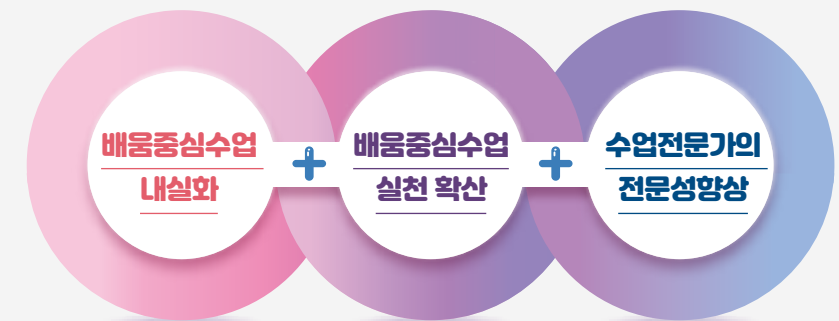 배움중심수업
내실화
+
배움중심수업
실천 확산
+
수업전문가의
전문성향상